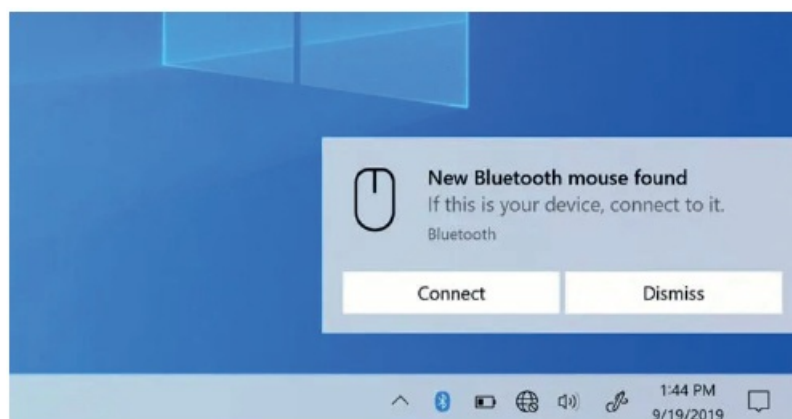 New Bluetooth mouse found
If this is your device, connect to it.
Bluetooth
Connect
Dismiss
1:44 PM
9/19/2019